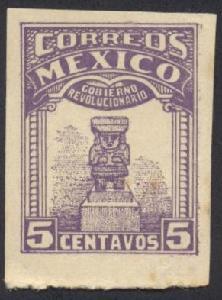 CORREOS
MEXICO
GOBIERNO
REVOLUCIONARIO
5 CENTAVOS 5